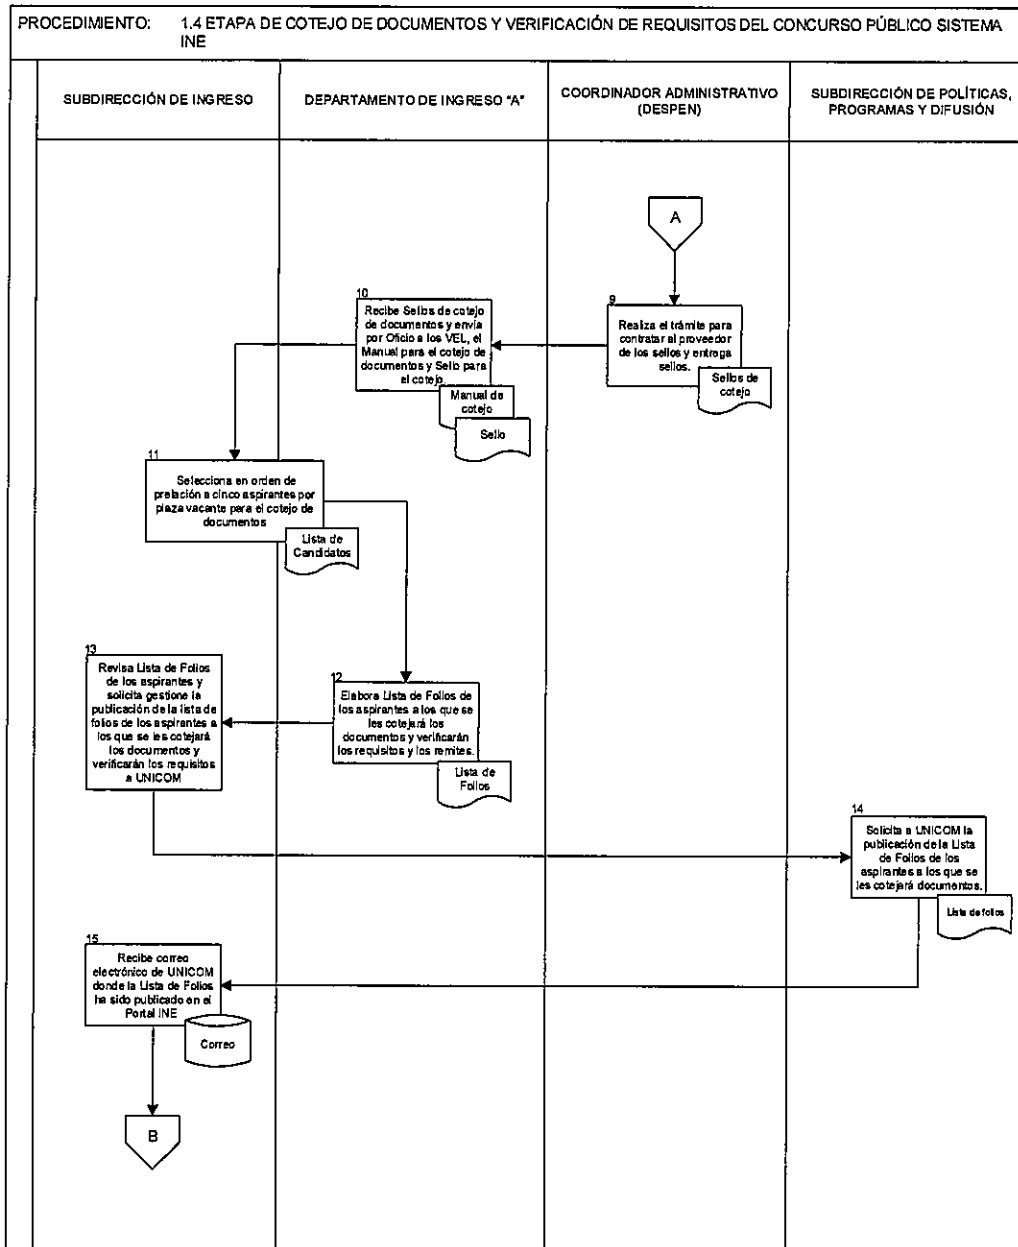 PROCEDIMIENTO: 1.4 ETAPA DE COTEJO DE DOCUMENTOS Y VERIFICACIÓN DE REQUISITOS DEL CONCURSO PÚBLICO SISTEMA
INE
SUBDIRECCIÓN DE INGRESO
DEPARTAMENTO DE INGRESO "A"
COORDINADOR ADMINISTRATIVO
(DESPEN)
SUBDIRECCIÓN DE POLÍTICAS,
PROGRAMAS Y DIFUSIÓN
A
9
Realiza el trámite para
contratar al proveedor
de los sellos y entrega
sellos.
Sellos de
cotejo
10
Recibe Sellos de cotejo
de documentos y envía
por Oficio a los VEL, el
Manual para el cotejo de
documentos y Sello para
el cotejo.
Manual de
cotejo
Sello
11
Selecciona en orden de
prelación a cinco aspirantes por
plaza vacante para el cotejo de
documentos
Lista de
Candidatos
12
Elabora Lista de Folios de
los aspirantes a los que se
les cotejará los
documentos y verificarán
los requisitos y los remites.
Lista de
Folios
13
Revisa Lista de Folios
de los aspirantes y
solicita gestione la
publicación de la lista de
folios de los aspirantes a
los que se les cotejará
los documentos y
verificarán los requisitos
a UNICOM
14
Solicita a UNICOM la
publicación de la Lista
de Folios de los
aspirantes a los que se
les cotejará documentos.
Lista de folios
15
Recibe correo
electrónico de UNICOM
donde la Lista de Folios
ha sido publicado en el
Portal INE
Correo
B